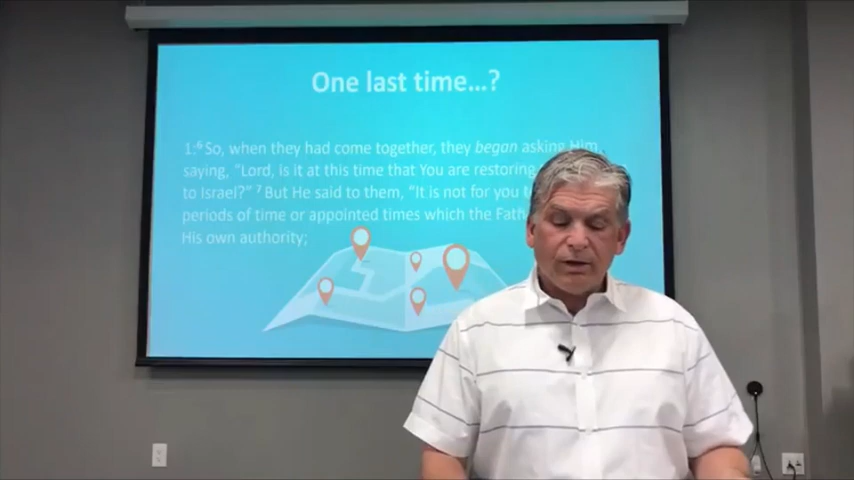 One last time...?
1:⁶ So, when they had come together, they began asking Him,
saying, "Lord, is it at this time that You are restoring
to Israel?" ⁷ But He said to them, "It is not for you
periods of time or appointed times which the
His own authority;